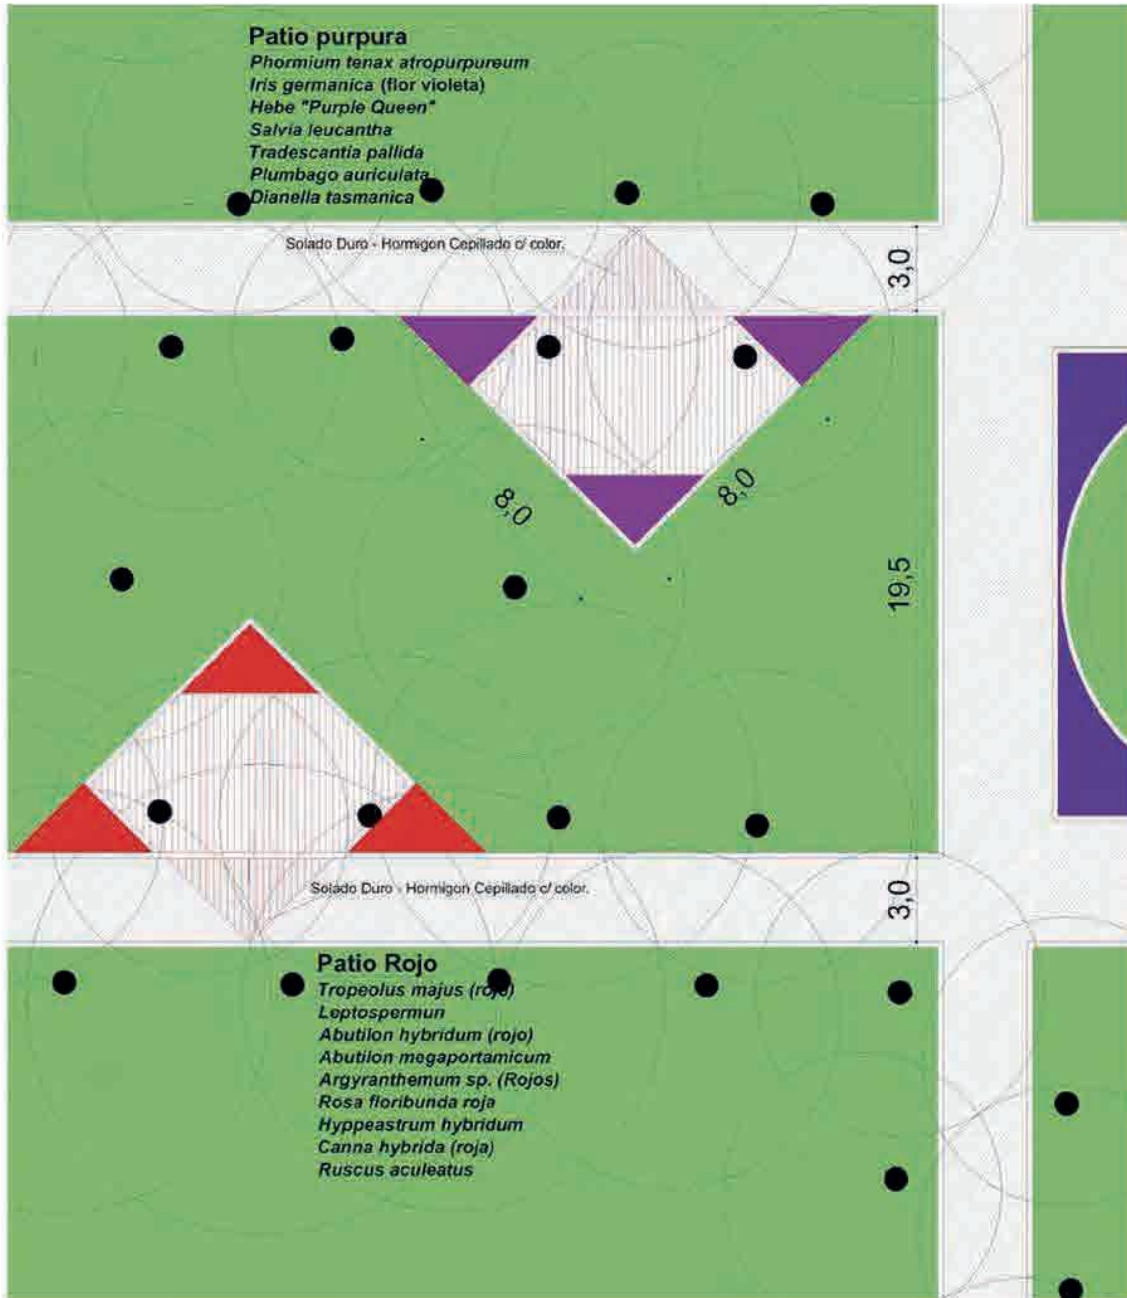 Patio purpura
Phormium tenax atropurpureum
Iris germanica (flor violeta)
Hebe "Purple Queen"
Salvia leucantha
Tradescantia pallida
Plumbago auriculata
Dianella tasmanica
Solado Duro - Hormigon Cepillado c/ color.
3,0
8,0
8,0
19,5
Solado Duro - Hormigon Cepillado c/ color.
3,0
Patio Rojo
Tropeolus majus (rojo)
Leptospermun
Abutilon hybridum (rojo)
Abutilon megaportamicum
Argyranthemum sp. (Rojos)
Rosa floribunda roja
Hyppeastrum hybridum
Canna hybrida (roja)
Ruscus aculeatus